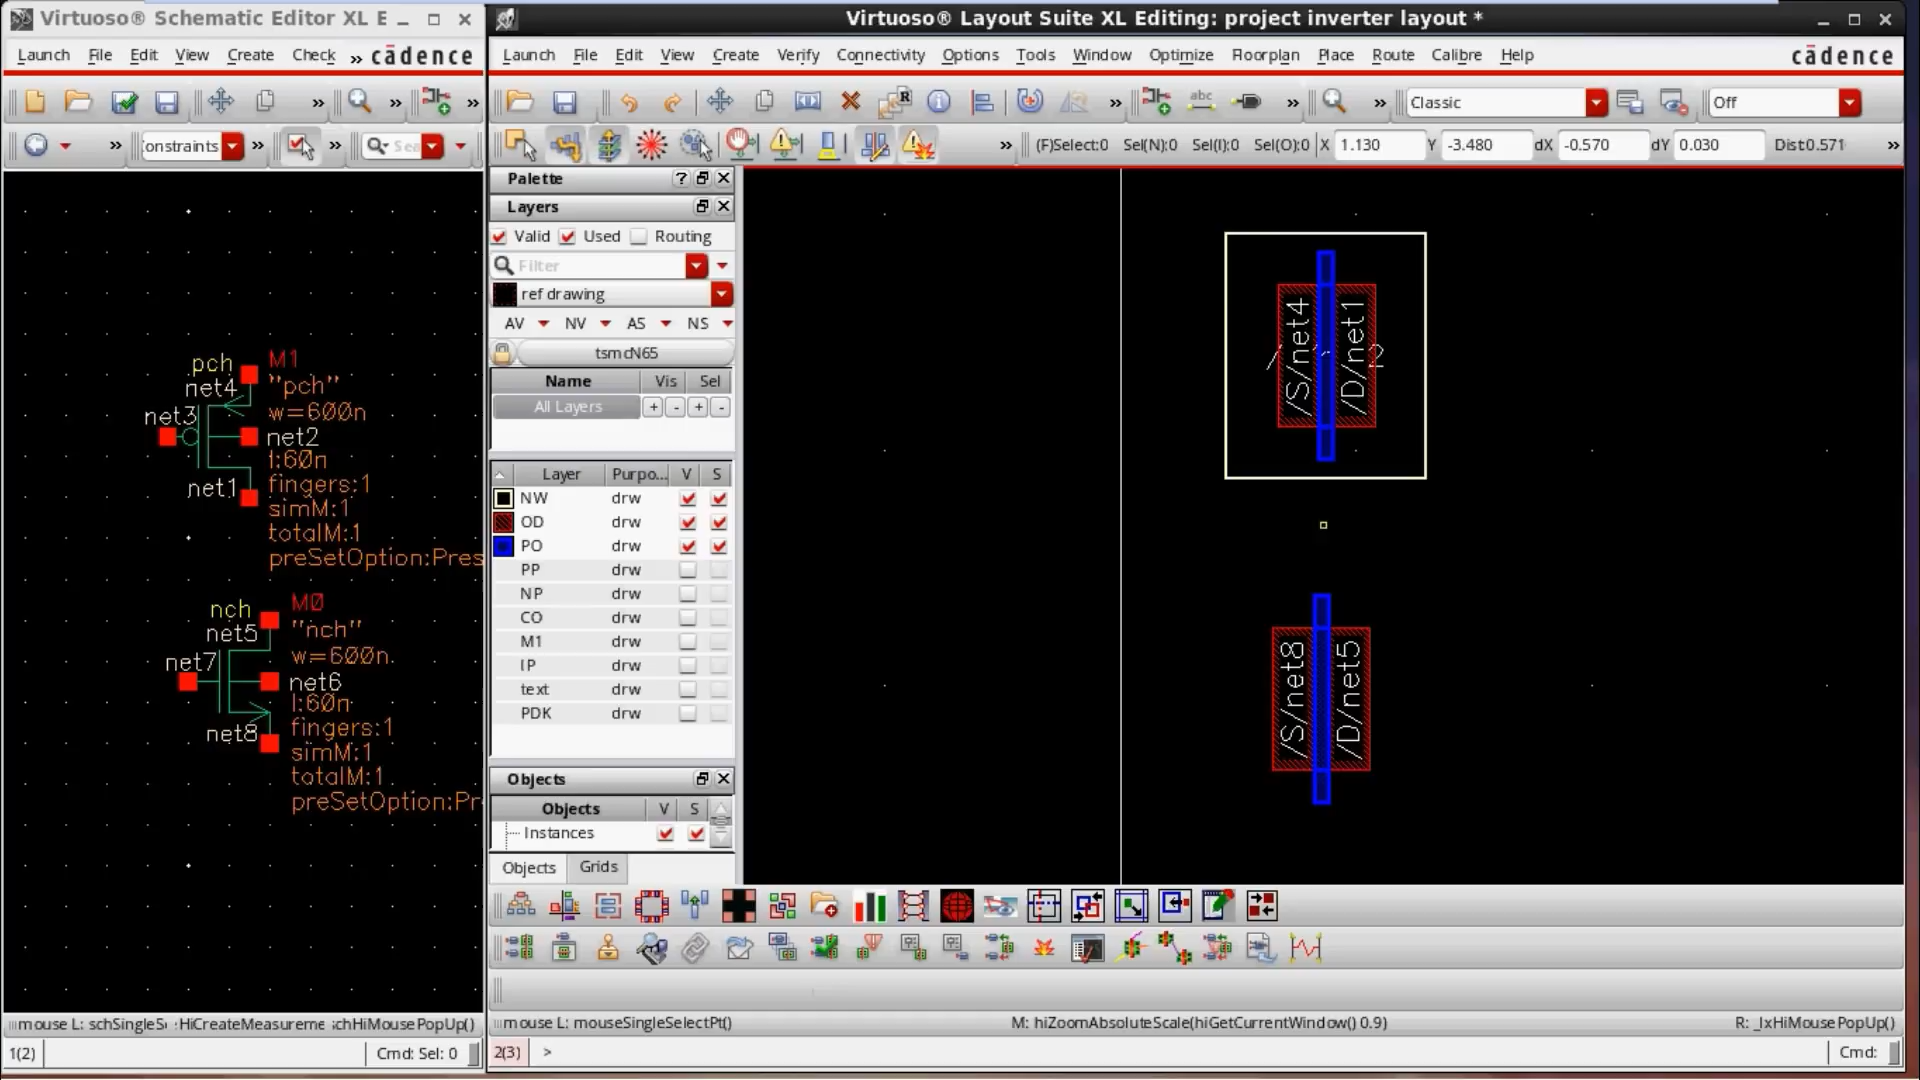 Virtuoso® Schematic Editor XL E
Launch File Edit View Create Check » cādence
Constraints
1(2)
Cmd: Sel: 0
pch
M1
net4
"pch"
net3
w=600n
net2
l:60n
net1
fingers:1
simM:1
totalM:1
preSetOption:Pres
nch
M0
net5
"nch"
net7
w=600n
net6
l:60n
fingers:1
net8
simM:1
totalM:1
preSetOption:Pr
mouse L: schSingleS :HiCreateMeasureme ichHiMousePopUp()
Virtuoso® Layout Suite XL Editing: project inverter layout *
Launch File Edit View Create Verify Connectivity Options Tools Window Optimize Floorplan Place Route Calibre Help cādence
abc
Classic
Off
(F)Select:0 Sel(N):0 Sel(I):0 Sel(O):0 X 1.130 Y -3.480 dX -0.570 dY 0.030 Dist:0.571
Palette
Layers
Valid Used Routing
Filter
ref drawing
AV NV AS NS
tsmcN65
Name Vis Sel
All Layers + - + -
Layer Purpo... V S
NW drw
OD drw
PO drw
PP drw
NP drw
CO drw
M1 drw
IP drw
text drw
PDK drw
Objects
Objects V S
Instances
Objects Grids
/S/net4
/D/net1
/S/net8
/D/net5
mouse L: mouseSingleSelectPt() M: hiZoomAbsoluteScale(hiGetCurrentWindow() 0.9) R: _lxHiMousePopUp()
2(3) > Cmd: